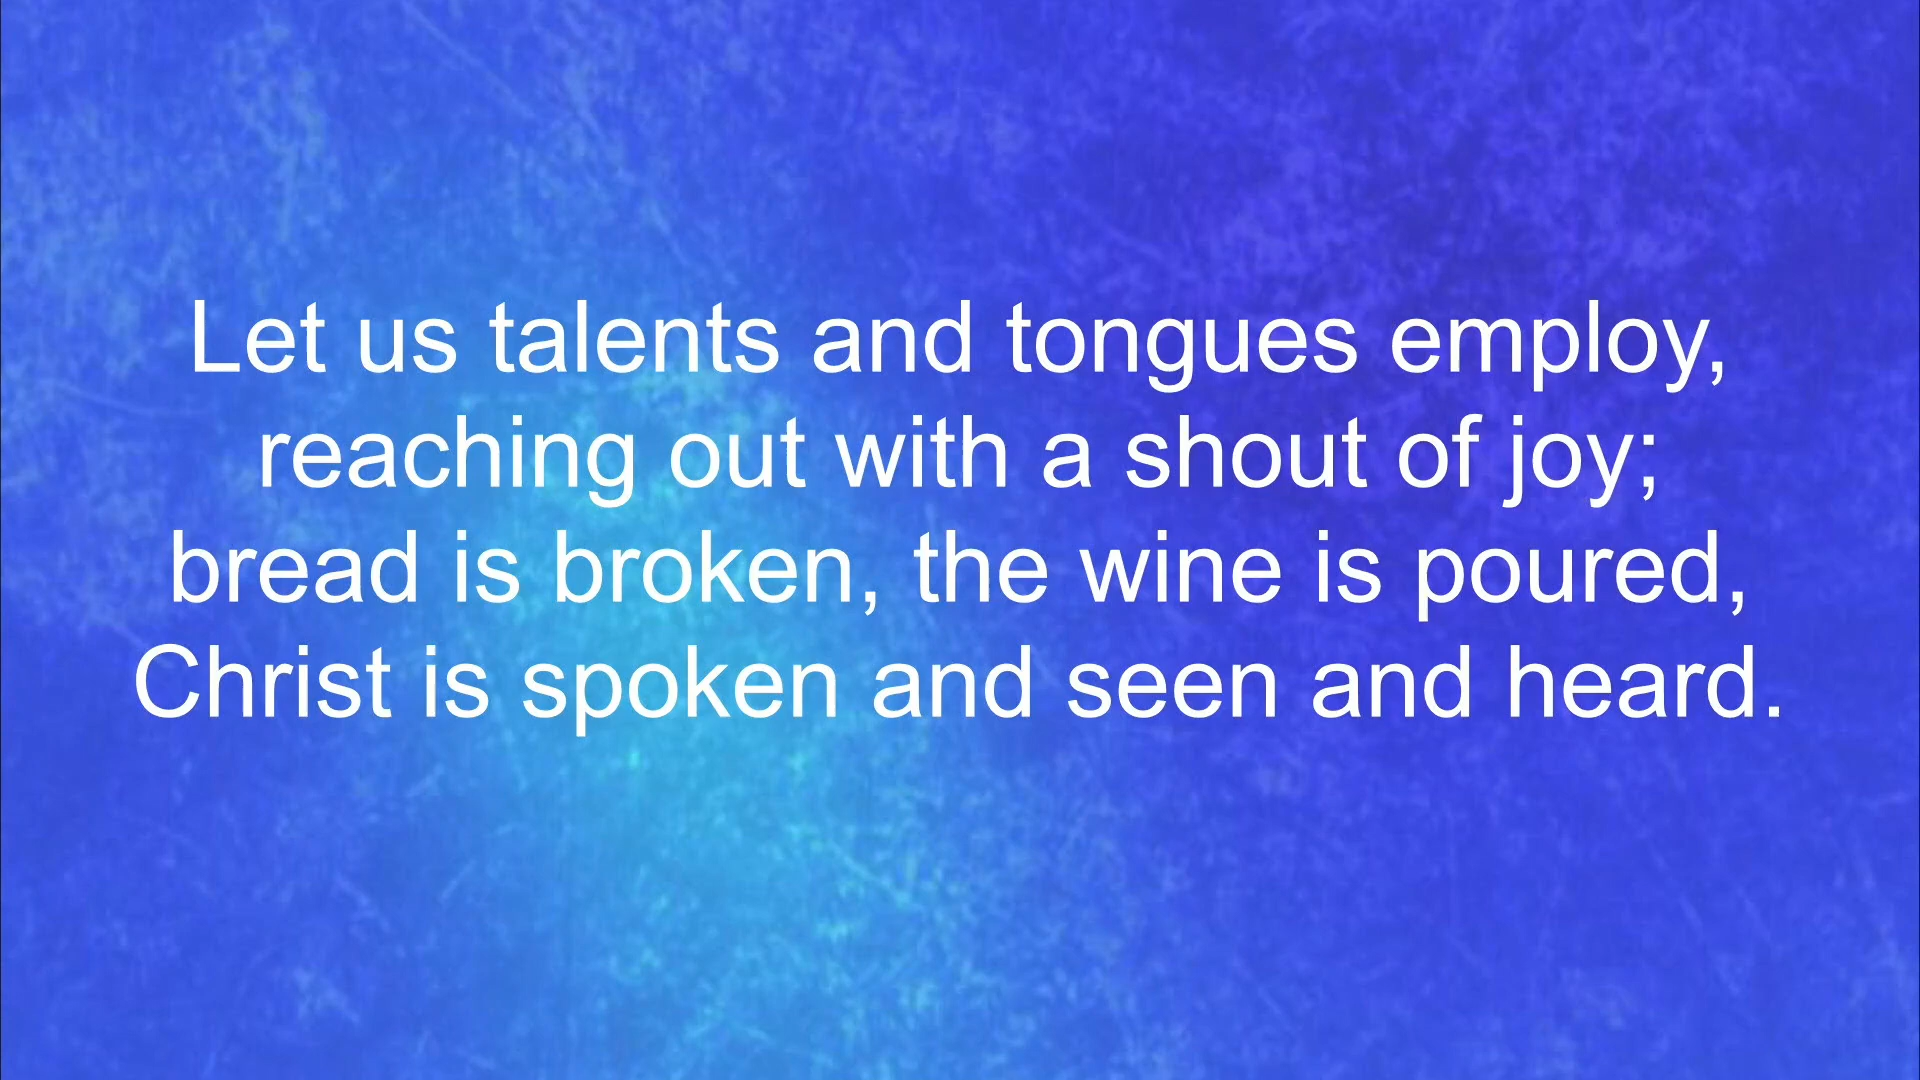 Let us talents and tongues employ,
reaching out with a shout of joy;
bread is broken, the wine is poured,
Christ is spoken and seen and heard.